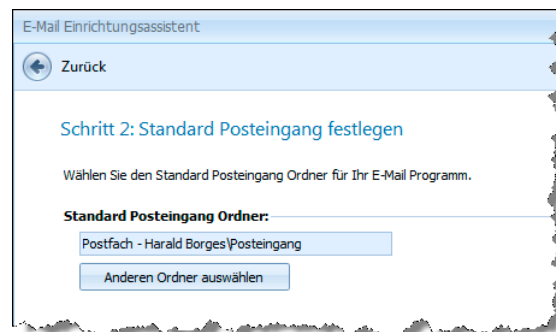 E-Mail Einrichtungsassistent
Zurück
Schritt 2: Standard Posteingang festlegen
Wählen Sie den Standard Posteingang Ordner für Ihr E-Mail Programm.
Standard Posteingang Ordner:
Postfach - Harald Borges\Posteingang
Anderen Ordner auswählen